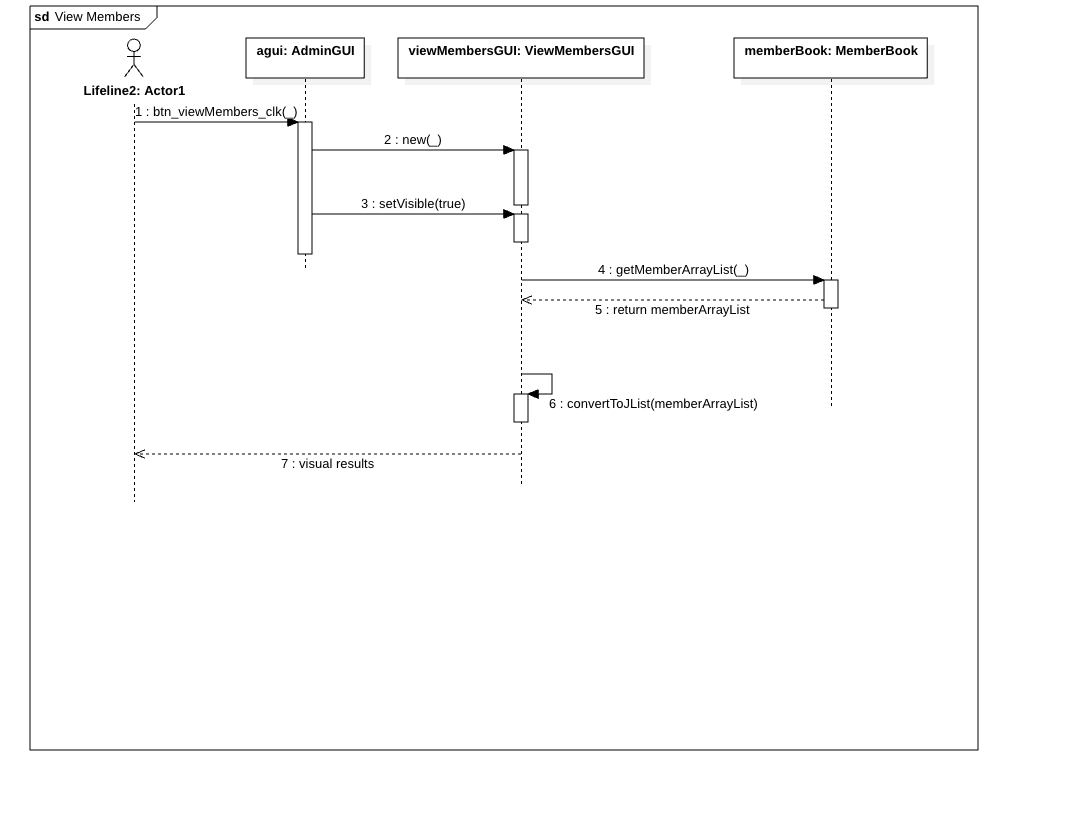 sd View Members
agui: AdminGUI
viewMembersGUI: ViewMembersGUI
memberBook: MemberBook
Lifeline2: Actor1
1 : btn_viewMembers_clk(_)
2 : new(_)
3 : setVisible(true)
4 : getMemberArrayList(_)
5 : return memberArrayList
6 : convertToJList(memberArrayList)
7 : visual results